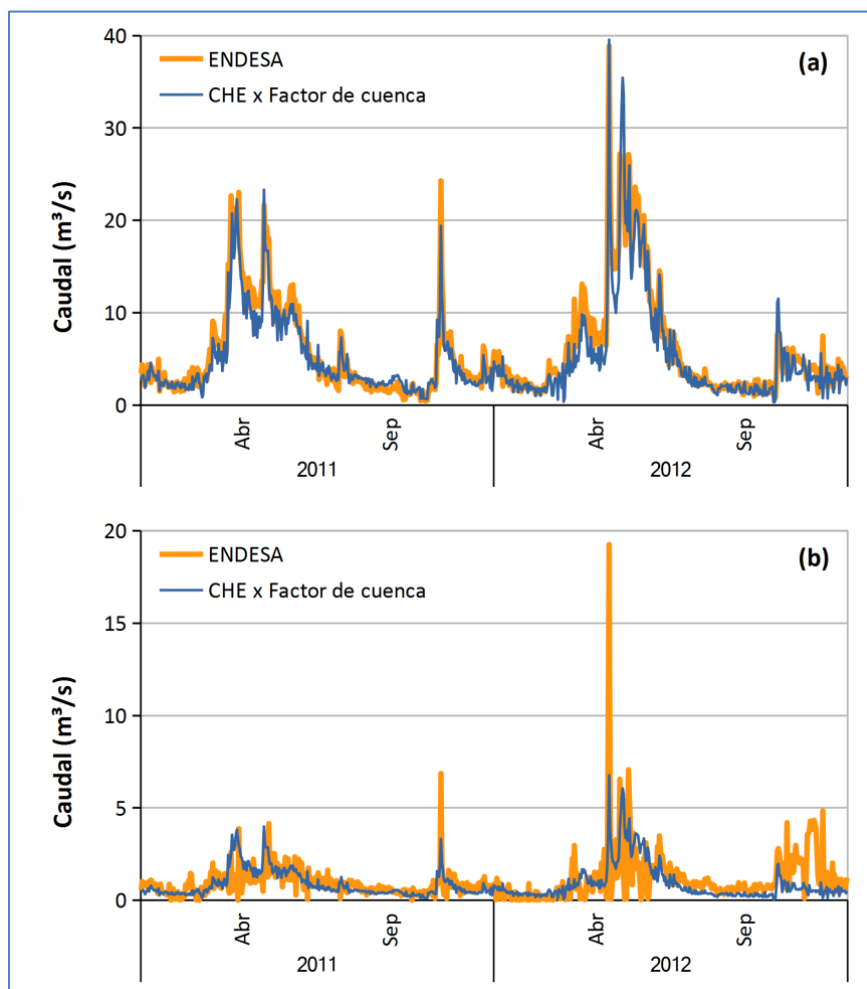 40
ENDESA
(a)
CHE x Factor de cuenca
30
Caudal (m³/s)
20
10
0
Abr
Sep
Abr
Sep
2011
2012
20
ENDESA
(b)
CHE x Factor de cuenca
15
Caudal (m³/s)
10
5
0
Abr
Sep
Abr
Sep
2011
2012